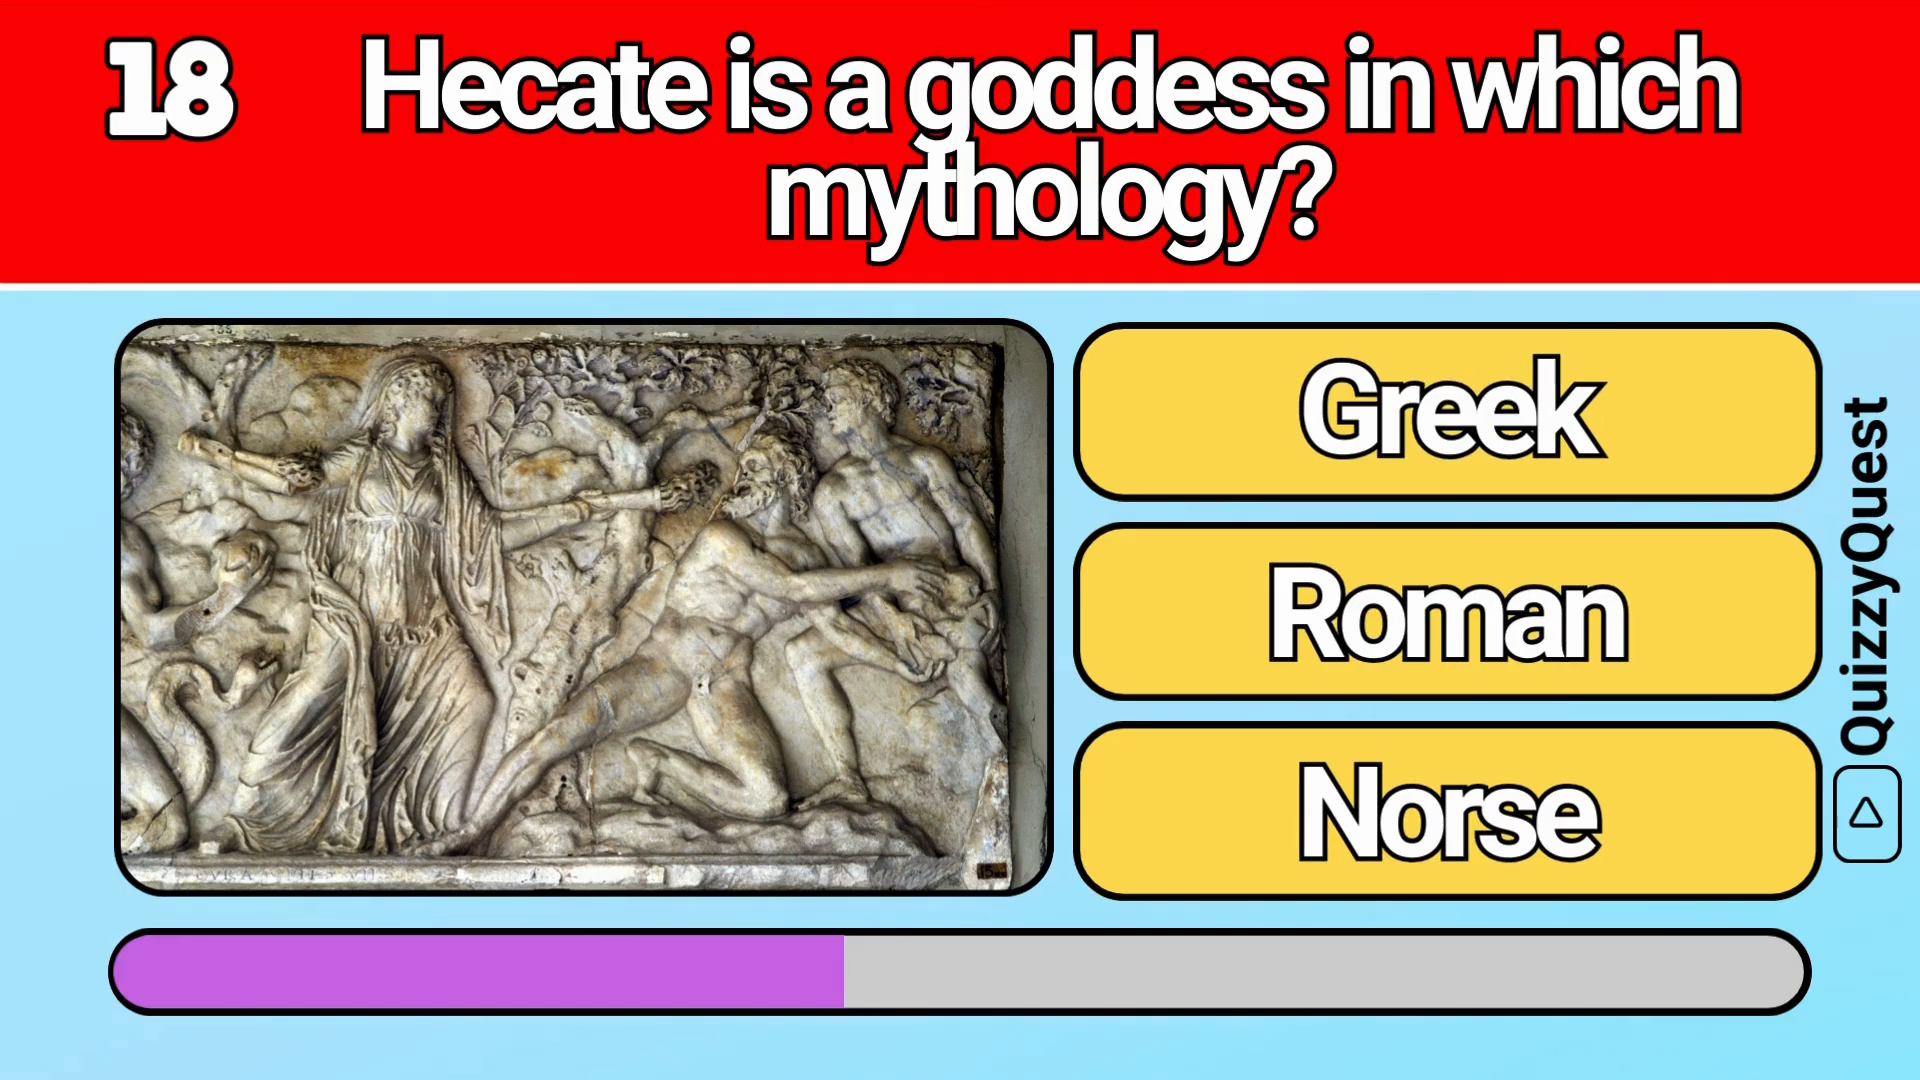 18
Hecate is a goddess in which
mythology?
Greek
Roman
Norse
QuizzyQuest